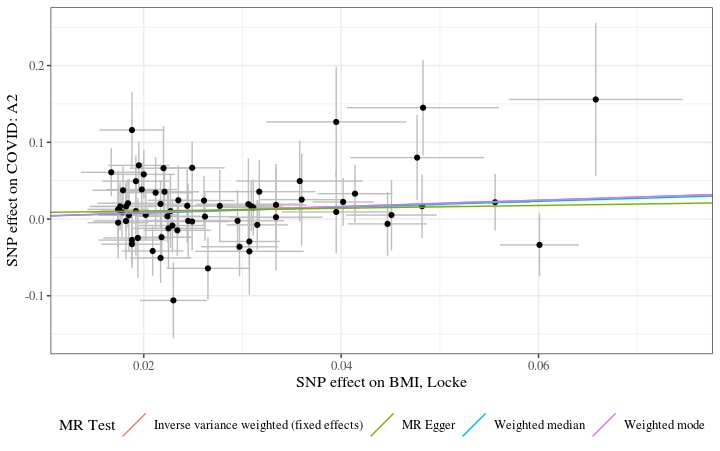 SNP effect on COVID: A2
0.2
0.1
0.0
-0.1
0.02 0.04 0.06
SNP effect on BMI, Locke
MR Test Inverse variance weighted (fixed effects) MR Egger Weighted median Weighted mode